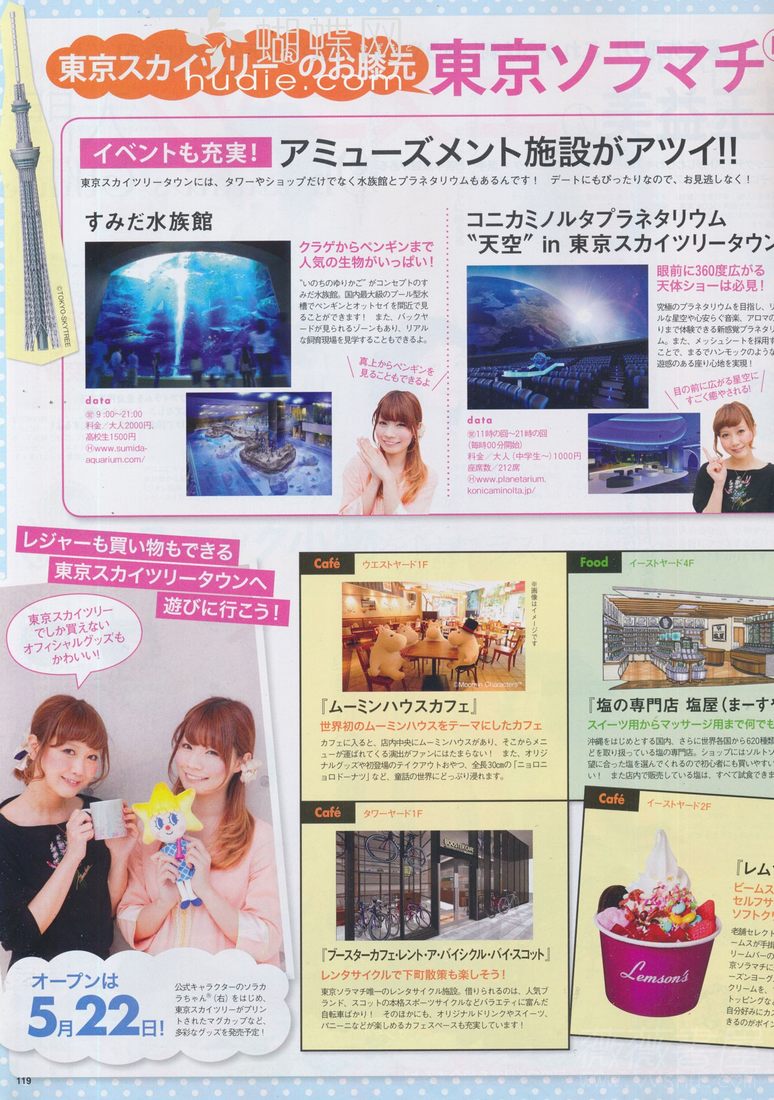 蝴蝶网
hudie.com
®
東京スカイツリー®のお膝元
東京ソラマチ
イベントも充実!
アミューズメント施設がアツイ!!
東京スカイツリータウンには、タワーやショップだけでなく水族館とプラネタリウムもあるんです! デートにもぴったりなので、お見逃しなく!
©TOKYO-SKYTREE
すみだ水族館
クラゲからペンギンまで
人気の生物がいっぱい!
“いのちのゆりかご”がコンセプトのす
みだ水族館。国内最大級のプール型水
槽でペンギンとオットセイを間近で見
ることができます! また、バックヤ
ードが見られるゾーンもあり、リアル
な飼育現場を見学することもできるよ。
真上からペンギンを
見ることもできるよ
data
営9:00~21:00
料金/大人2000円、
高校生1500円
Ⓗwww.sumida-
aquarium.com/
コニカミノルタプラネタリウム
“天空” in 東京スカイツリータウン
眼前に360度広がる
天体ショーは必見!
究極のプラネタリウムを目指し、リ
ルな星空や心安らぐ音楽、アロマの
りまで体験できる新感覚プラネタリ
ム。また、メッシュシートを採用す
ことで、まるでハンモックのような
遊感のある座り心地を実現!
目の前に広がる星空に
すごく癒やされる!
data
営11時の回~21時の回
(毎時00分開始)
料金/大人(中学生~)1000円
座席数/212席
Ⓗwww.planetarium.
konicaminolta.jp/
レジャーも買い物もできる
東京スカイツリータウンへ
遊びに行こう!
東京スカイツリー
でしか買えない
オフィシャルグッズも
かわいい!
オープンは
5月22日!
公式キャラクターのソラカ
ラちゃん®(右)をはじめ、
東京スカイツリーがプリン
トされたマグカップなど、
多彩なグッズを発売予定!
Café
ウエストヤード1F
※画像はイメージです
©Moomin Characters™
『ムーミンハウスカフェ』
世界初のムーミンハウスをテーマにしたカフェ
カフェに入ると、店内中央にムーミンハウスがあり、そこからメニュ
ーが運ばれてくる演出がファンにはたまらない! また、オリジナ
ルグッズや初登場のテイクアウトおやつ、全長30cmの「ニョロニ
ョロドーナツ」など、童話の世界にどっぷり浸れます。
Food
イーストヤード4F
塩屋
『塩の専門店 塩屋(まーすや
スイーツ用からマッサージ用まで何でも
沖縄をはじめとする国内、さらに世界各国から620種類
どを取り扱っている塩の専門店。ショップにはソルトソ
望に合った塩を選んでくれるので初心者にも買いやすい
い! また店内で販売している塩は、すべて試食できま
Café
タワーヤード1F
BOOSTER CAFE
『ブースターカフェ・レント・ア・バイシクル・バイ・スコット』
レンタサイクルで下町散策も楽しそう!
東京ソラマチ唯一のレンタサイクル施設。借りられるのは、人気ブ
ランド、スコットの本格スポーツサイクルなどバラエティに富んだ
自転車ばかり! そのほかにも、オリジナルドリンクやスイーツ、
パニーニなどが楽しめるカフェスペースも充実しています!
Café
イーストヤード2F
Lemson's
『レム
ビームス
セルフサ
ソフトク
老舗セレクト
ームスが手掛
リームバーの
京ソラマチに
ーズンヨーグ
クリームを、
トッピングな
自分好みにカス
きるのがポイン
119